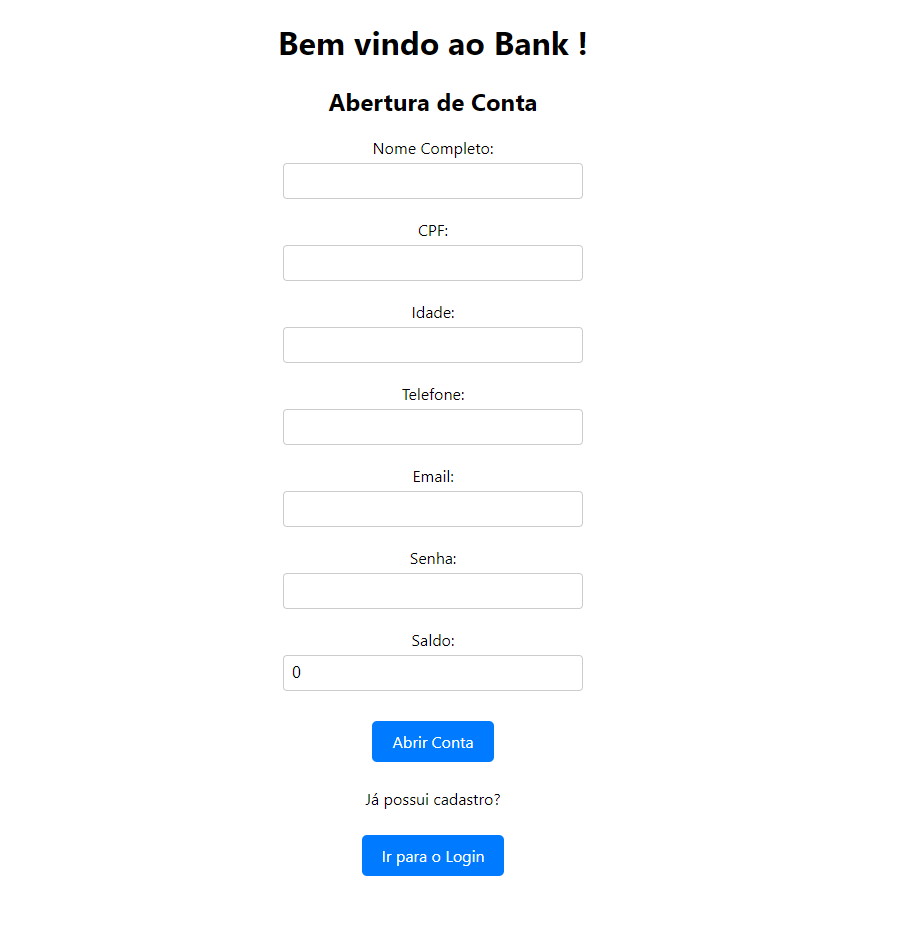 Bem vindo ao Bank !
Abertura de Conta
Nome Completo:
CPF:
Idade:
Telefone:
Email:
Senha:
Saldo:
0
Abrir Conta
Já possui cadastro?
Ir para o Login